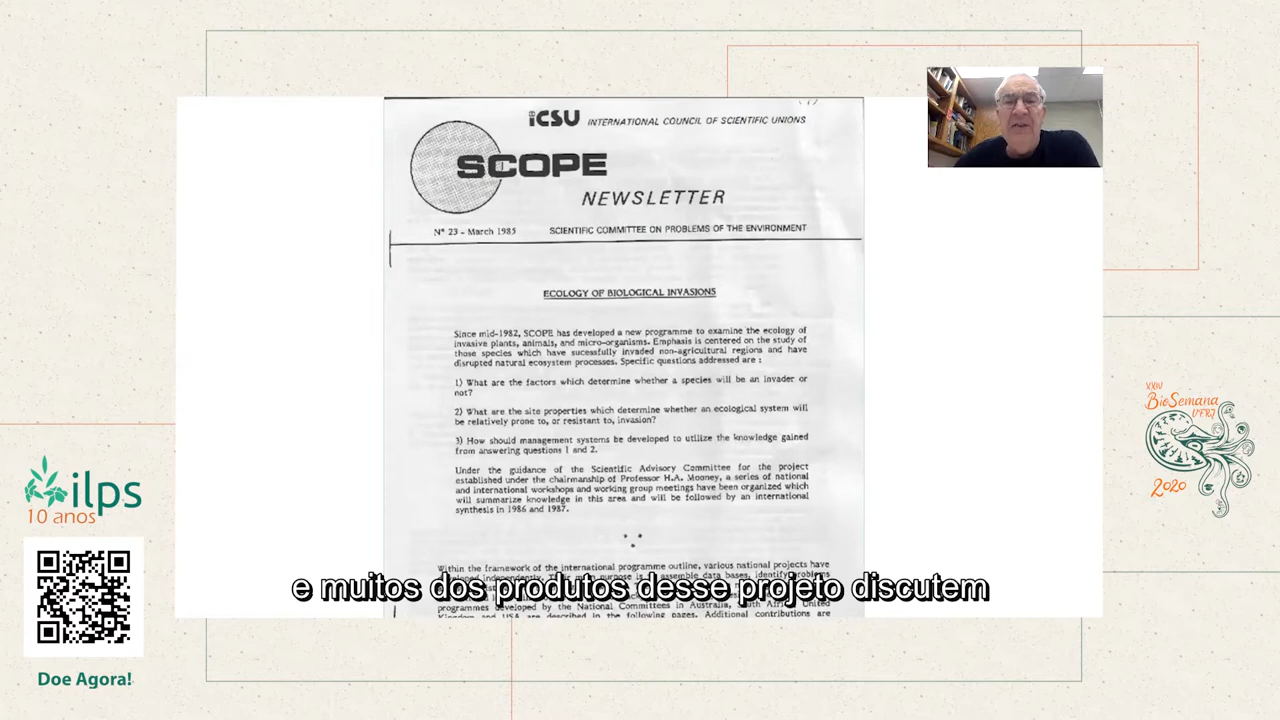 ICSU INTERNATIONAL COUNCIL OF SCIENTIFIC UNIONS
SCOPE
NEWSLETTER
N° 23 - March 1985 SCIENTIFIC COMMITTEE ON PROBLEMS OF THE ENVIRONMENT
ECOLOGY OF BIOLOGICAL INVASIONS
Since mid-1982, SCOPE has developed a new programme to examine the ecology of
invasive plants, animals, and micro-organisms. Emphasis is centered on the study of
those species which have sucessfully invaded non-agricultural regions and have
disrupted natural ecosystem processes. Specific questions addressed are :
1) What are the factors which determine whether a species will be an invader or
not?
2) What are the site properties which determine whether an ecological system will
be relatively prone to, or resistant to, invasion?
3) How should management systems be developed to utilize the knowledge gained
from answering questions 1 and 2.
Under the guidance of the Scientific Advisory Committee for the project
established under the chairmanship of Professor H.A. Mooney, a series of national
and international workshops and working group meetings have been organized which
will summarize knowledge in this area and will be followed by an international
synthesis in 1986 and 1987.
Within the framework of the international programme outline, various national projects have
programmes developed by the National Committees in Australia, South Africa, United
Kingdom and USA are described in the following pages. Additional contributions are
e muitos dos produtos desse projeto discutem
ilps
10 anos
Doe Agora!
XXIV
BioSemana
UFRJ
2020